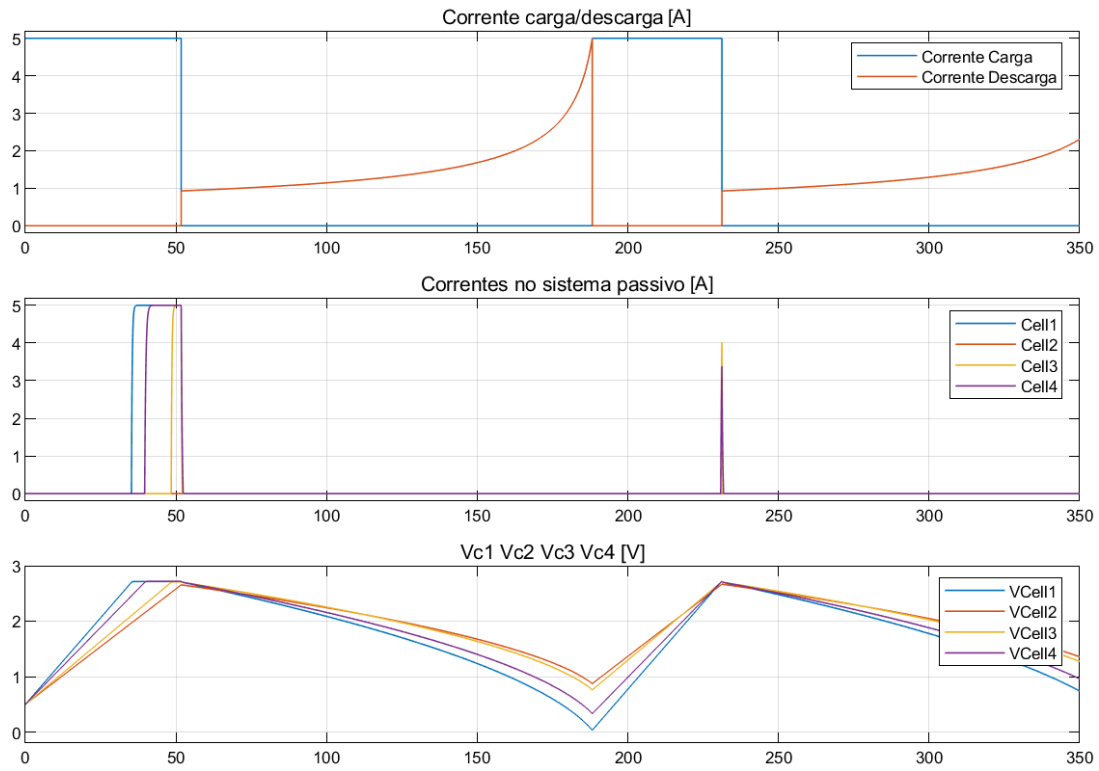 Corrente carga/descarga [A]
5
4
3
2
1
0
Corrente Carga
Corrente Descarga
0 50 100 150 200 250 300 350
Correntes no sistema passivo [A]
5
4
3
2
1
0
Cell1
Cell2
Cell3
Cell4
0 50 100 150 200 250 300 350
Vc1 Vc2 Vc3 Vc4 [V]
3
2
1
0
VCell1
VCell2
VCell3
VCell4
0 50 100 150 200 250 300 350